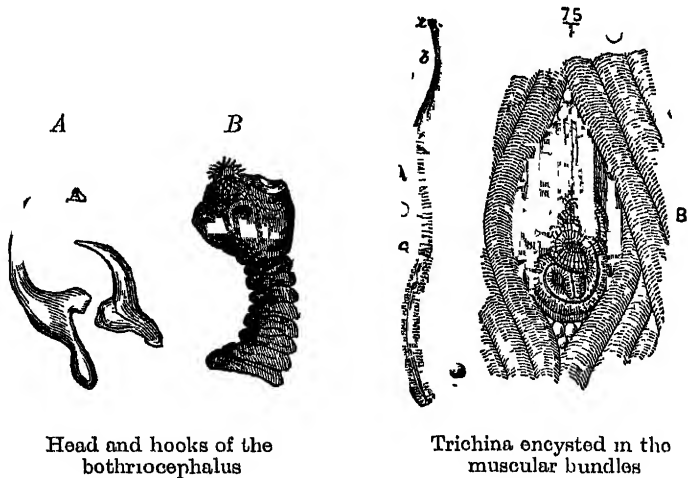 A
B
x
b
75
B
Head and hooks of the
bothriocephalus
Trichina encysted in the
muscular bundles